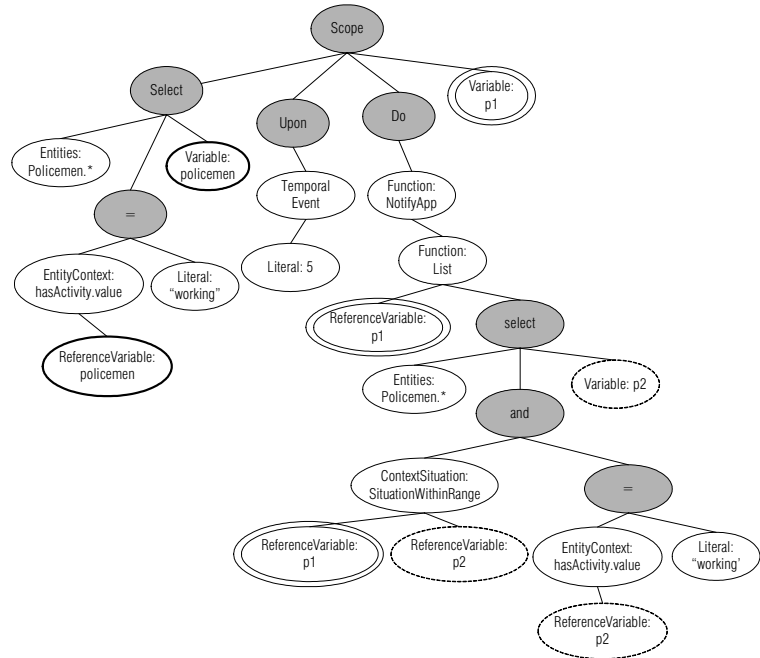 Scope
Select
Variable:
p1
Upon
Do
Entities:
Policemen.*
Variable:
policemen
Temporal
Event
Function:
NotifyApp
=
EntityContext:
hasActivity.value
Literal:
“working”
Literal: 5
Function:
List
ReferenceVariable:
policemen
ReferenceVariable:
p1
select
Entities:
Policemen.*
Variable: p2
and
ContextSituation:
SituationWithinRange
=
ReferenceVariable:
p1
ReferenceVariable:
p2
EntityContext:
hasActivity.value
Literal:
“working’
ReferenceVariable:
p2